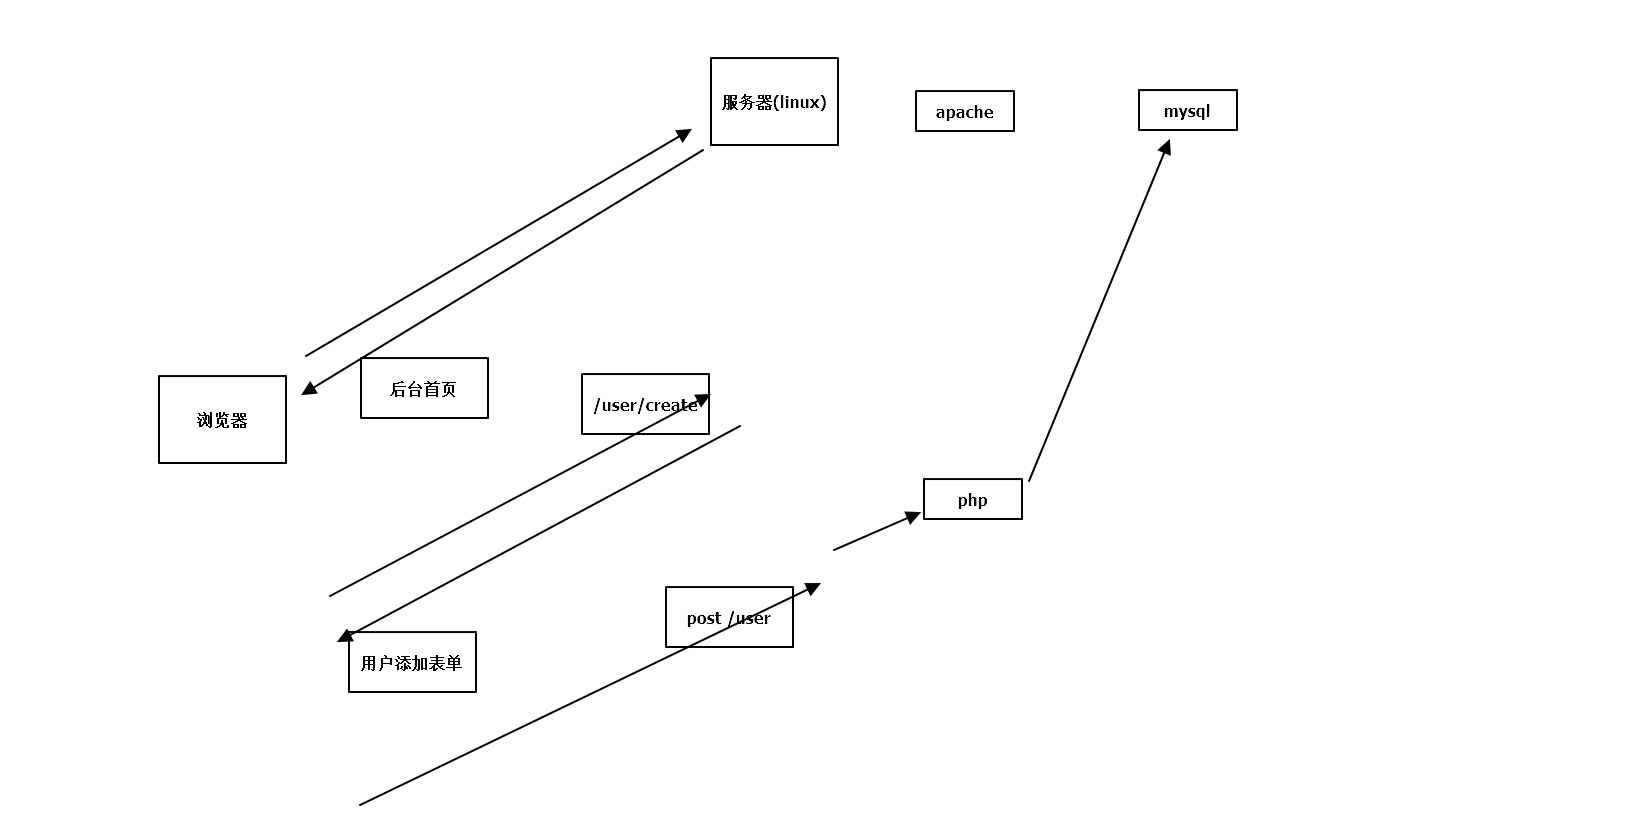 服务器(linux)
apache
mysql
后台首页
/user/create
浏览器
php
post /user
用户添加表单